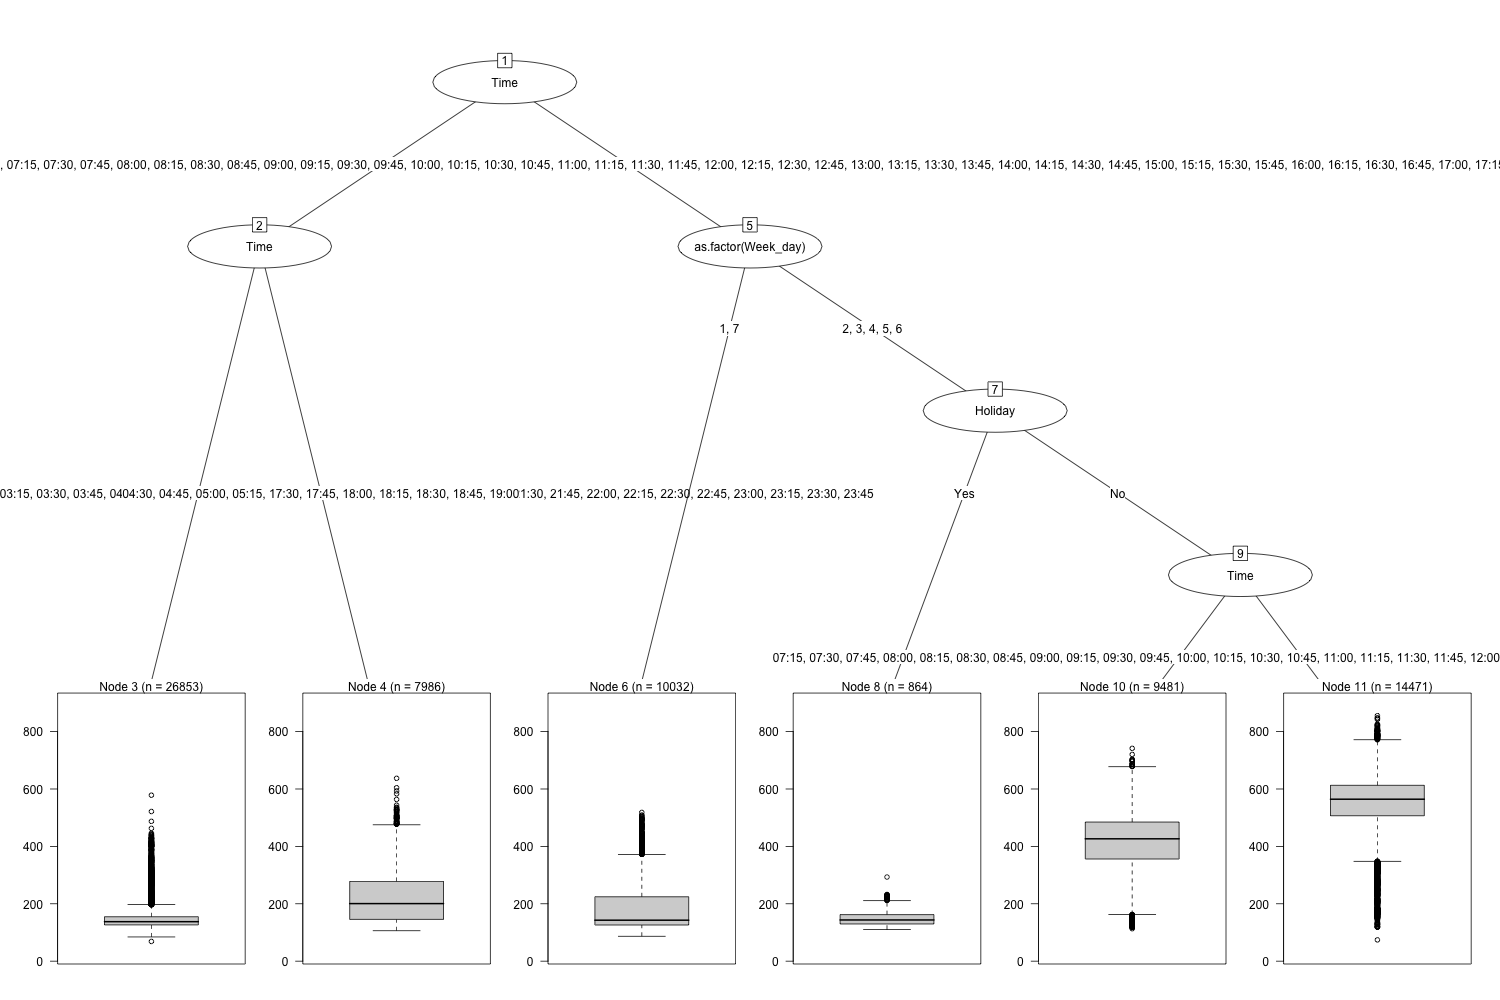 1
Time
, 07:15, 07:30, 07:45, 08:00, 08:15, 08:30, 08:45, 09:00, 09:15, 09:30, 09:45, 10:00, 10:15, 10:30, 10:45, 11:00, 11:15, 11:30, 11:45, 12:00, 12:15, 12:30, 12:45, 13:00, 13:15, 13:30, 13:45, 14:00, 14:15, 14:30, 14:45, 15:00, 15:15, 15:30, 15:45, 16:00, 16:15, 16:30, 16:45, 17:00, 17:15
2
Time
5
as.factor(Week_day)
1, 7
2, 3, 4, 5, 6
7
Holiday
03:15, 03:30, 03:45, 0404:30, 04:45, 05:00, 05:15, 17:30, 17:45, 18:00, 18:15, 18:30, 18:45, 19:001:30, 21:45, 22:00, 22:15, 22:30, 22:45, 23:00, 23:15, 23:30, 23:45
Yes
No
9
Time
07:15, 07:30, 07:45, 08:00, 08:15, 08:30, 08:45, 09:00, 09:15, 09:30, 09:45, 10:00, 10:15, 10:30, 10:45, 11:00, 11:15, 11:30, 11:45, 12:00
Node 3 (n = 26853)
800
600
400
200
0
Node 4 (n = 7986)
800
600
400
200
0
Node 6 (n = 10032)
800
600
400
200
0
Node 8 (n = 864)
800
600
400
200
0
Node 10 (n = 9481)
800
600
400
200
0
Node 11 (n = 14471)
800
600
400
200
0